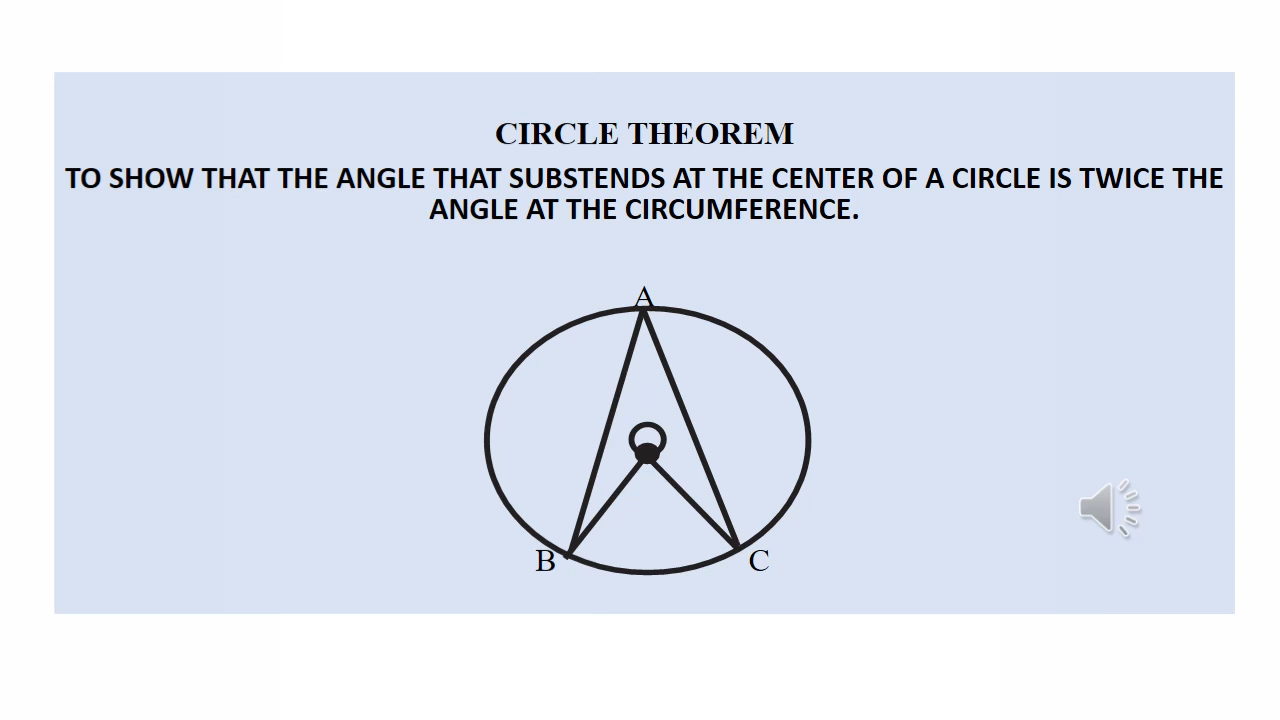 CIRCLE THEOREM
TO SHOW THAT THE ANGLE THAT SUBSTENDS AT THE CENTER OF A CIRCLE IS TWICE THE
ANGLE AT THE CIRCUMFERENCE.
A
B
C